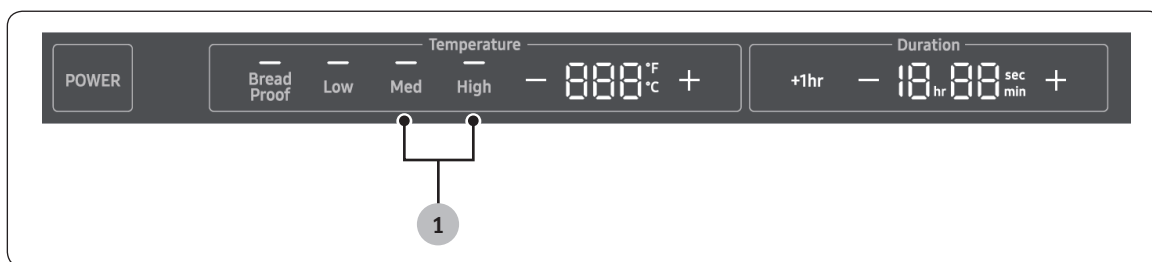 Temperature
Duration
POWER
Bread Proof
Low
Med
High
− 888 °F °C +
+1hr
− 18 hr 88 sec min +
1